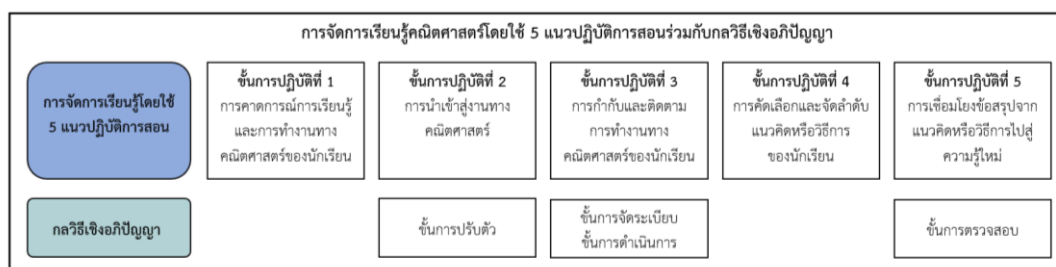 การจัดการเรียนรู้คณิตศาสตร์โดยใช้ 5 แนวปฏิบัติการสอนร่วมกับกลวิธีเชิงอภิปัญญา
การจัดการเรียนรู้โดยใช้
5 แนวปฏิบัติการสอน
ขั้นการปฏิบัติที่ 1
การคาดการณ์การเรียนรู้
และการทำงานทาง
คณิตศาสตร์ของนักเรียน
ขั้นการปฏิบัติที่ 2
การนำเข้าสู่งานทาง
คณิตศาสตร์
ขั้นการปฏิบัติที่ 3
การกำกับและติดตาม
การทำงานทาง
คณิตศาสตร์ของนักเรียน
ขั้นการปฏิบัติที่ 4
การคัดเลือกและจัดลำดับ
แนวคิดหรือวิธีการ
ของนักเรียน
ขั้นการปฏิบัติที่ 5
การเชื่อมโยงข้อสรุปจาก
แนวคิดหรือวิธีการไปสู่
ความรู้ใหม่
กลวิธีเชิงอภิปัญญา
ขั้นการปรับตัว
ขั้นการจัดระเบียบ
ขั้นการดำเนินการ
ขั้นการตรวจสอบ